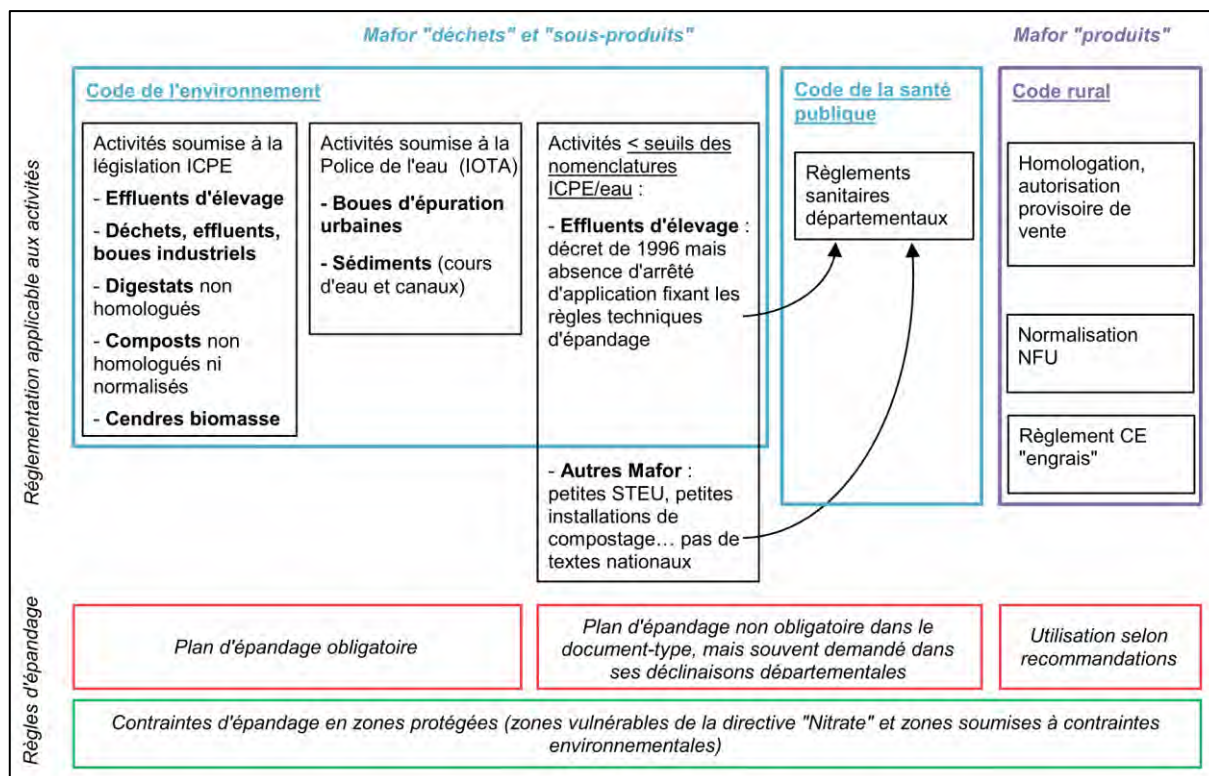 Mafor "déchets" et "sous-produits"
Mafor "produits"
Réglementation applicable aux activités
Code de l'environnement
Activités soumise à la
législation ICPE
- Effluents d'élevage
- Déchets, effluents,
boues industriels
- Digestats non
homologués
- Composts non
homologués ni
normalisés
- Cendres biomasse
Activités soumise à la
Police de l'eau (IOTA)
- Boues d'épuration
urbaines
- Sédiments (cours
d'eau et canaux)
Activités < seuils des
nomenclatures
ICPE/eau :
- Effluents d'élevage :
décret de 1996 mais
absence d'arrêté
d'application fixant les
règles techniques
d'épandage
- Autres Mafor :
petites STEU, petites
installations de
compostage… pas de
textes nationaux
Code de la santé
publique
Règlements
sanitaires
départementaux
Code rural
Homologation,
autorisation
provisoire de
vente
Normalisation
NFU
Règlement CE
"engrais"
Règles d'épandage
Plan d'épandage obligatoire
Plan d'épandage non obligatoire dans le
document-type, mais souvent demandé dans
ses déclinaisons départementales
Utilisation selon
recommandations
Contraintes d'épandage en zones protégées (zones vulnérables de la directive "Nitrate" et zones soumises à contraintes
environnementales)